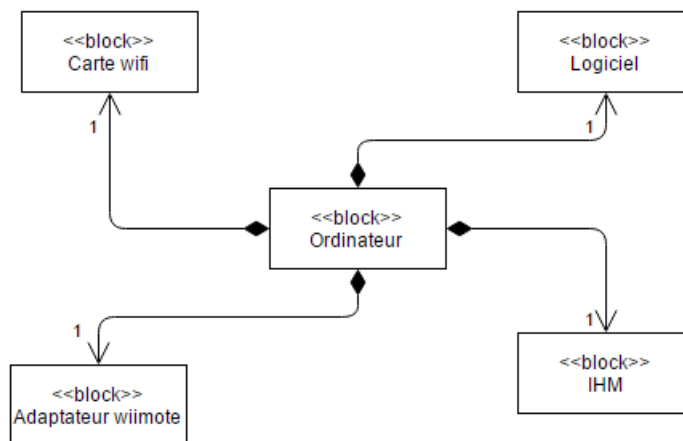 <<block>>
Carte wifi
<<block>>
Logiciel
1
1
<<block>>
Ordinateur
1
1
<<block>>
Adaptateur wiimote
<<block>>
IHM